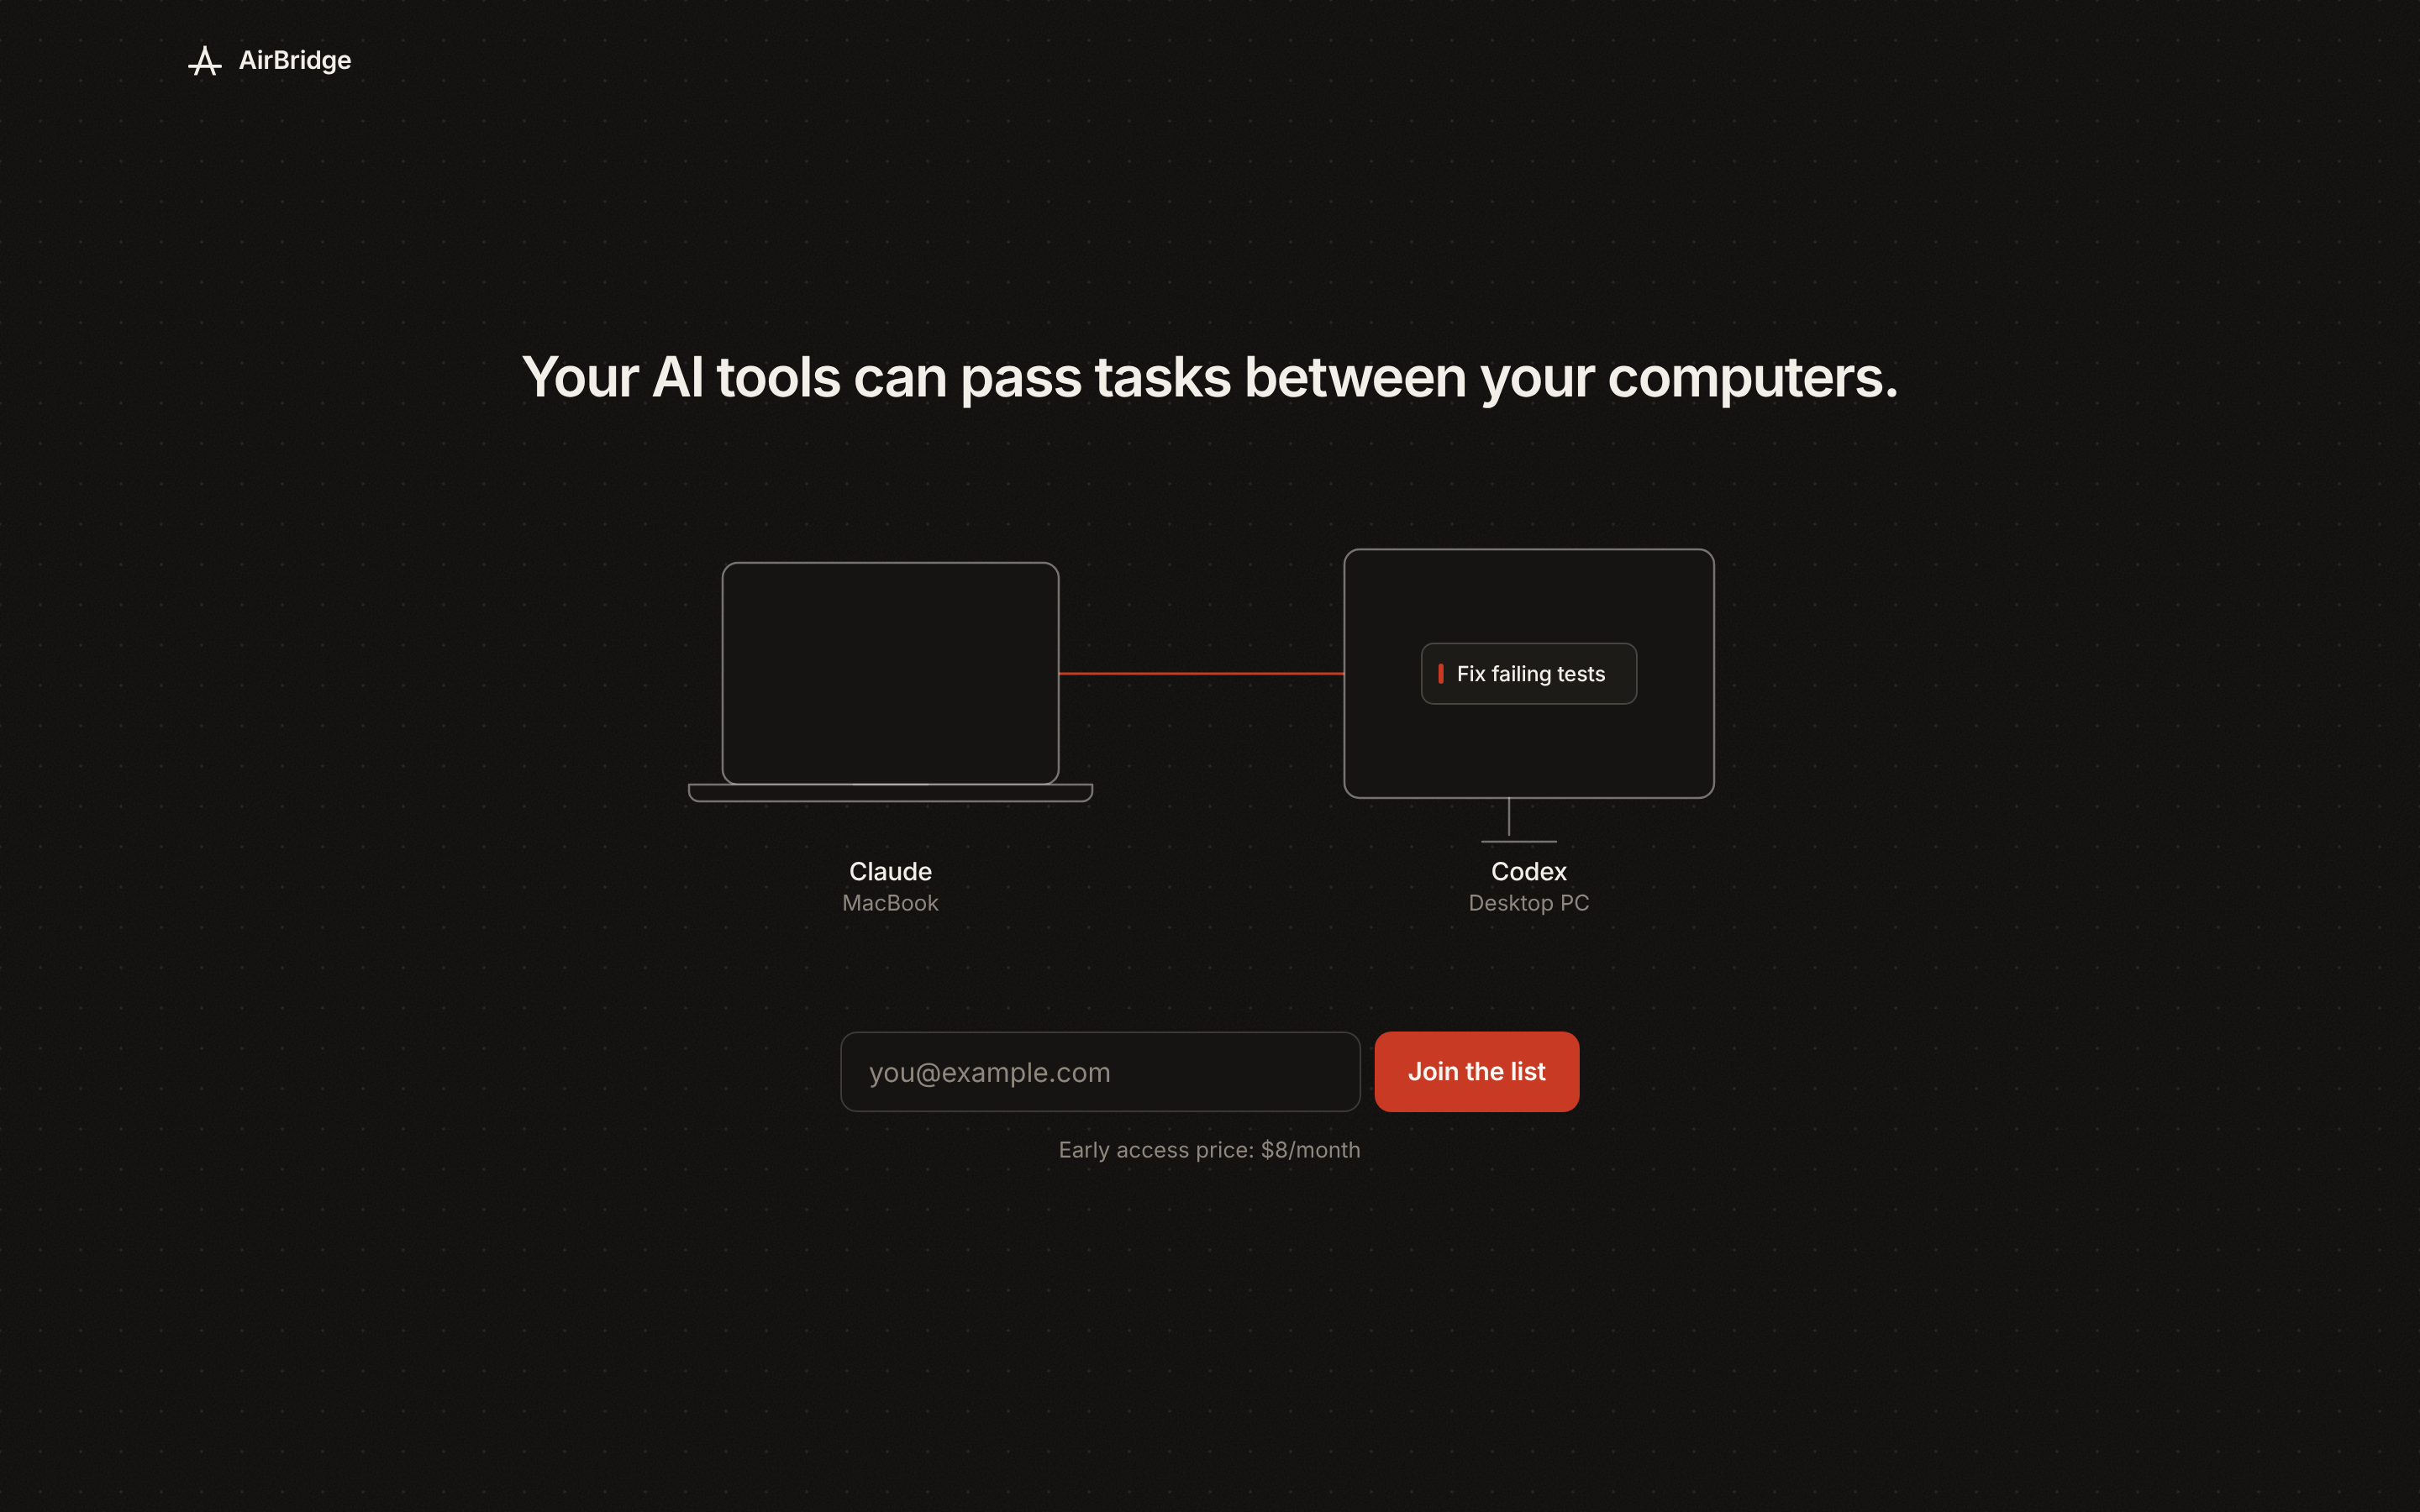 AirBridge
Your AI tools can pass tasks between your computers.
Fix failing tests
Claude
MacBook
Codex
Desktop PC
you@example.com
Join the list
Early access price: $8/month